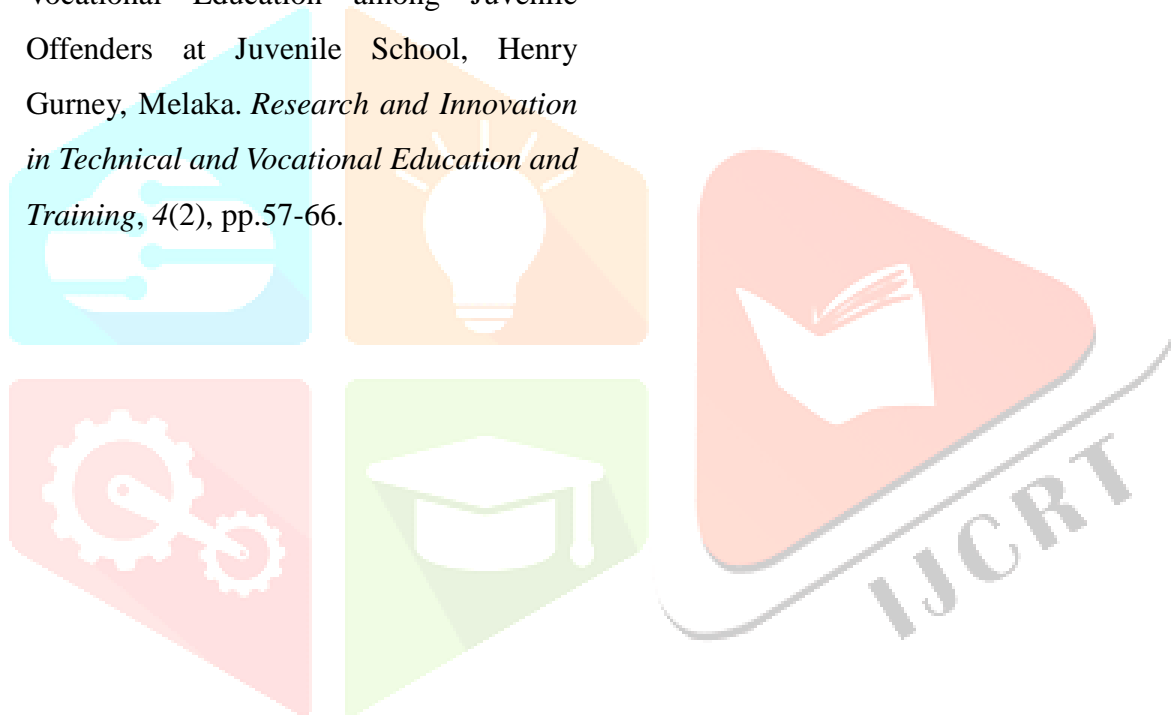 Vocational Education among Juvenile
Offenders at Juvenile School, Henry
Gurney, Melaka. Research and Innovation
in Technical and Vocational Education and
Training, 4(2), pp.57-66.
IJCRT